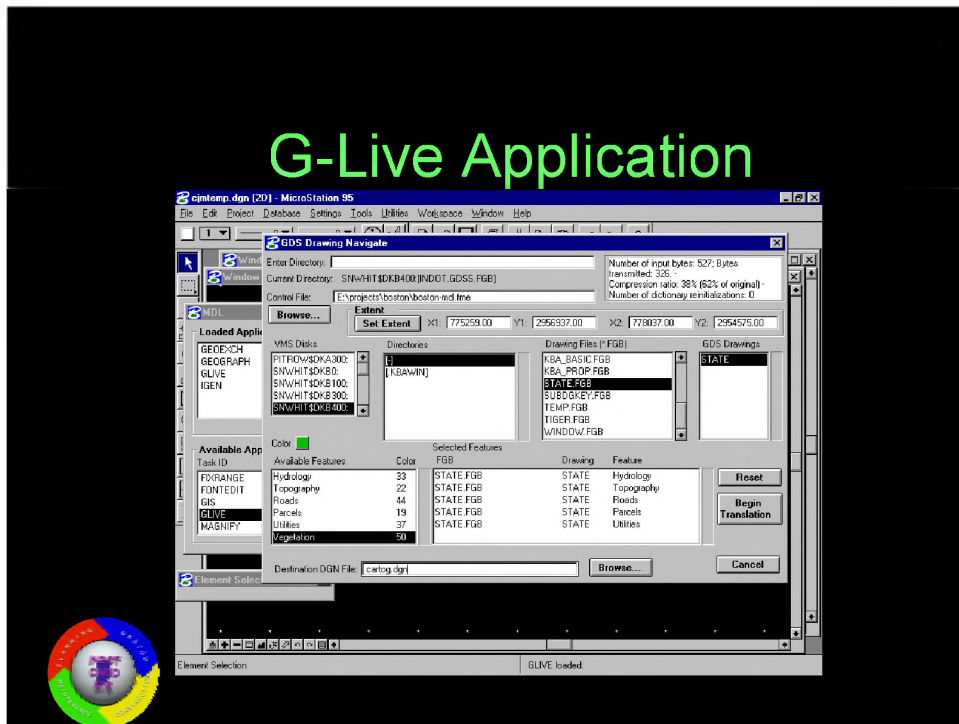 G-Live Application
cjmtemp.dgn (2D) - MicroStation 95
File Edit Project Database Settings Tools Utilities Workspace Window Help
1
GDS Drawing Navigate
Window
MDL
Loaded Applic
GEOEXCH
GEOGRAPH
GLIVE
IGEN
Available App
Task ID
FIXRANGE
FONTEDIT
GIS
GLIVE
MAGNIFY
Element Selec
Enter Directory:
Current Directory: SNWHIT$DKB400:[INDOT.GDSS.FGB]
Control File: E:\projects\boston\boston-md.fme
Number of input bytes: 527; Bytes
transmitted: 326. -
Compression ratio: 38% (62% of original) -
Number of dictionary reinitializations: 0
Browse...
Extent
Set Extent X1: 775259.00 Y1: 2956937.00 X2: 778037.00 Y2: 2954575.00
VMS Disks
PITROW$DKA300:
SNWHIT$DKB0:
SNWHIT$DKB100:
SNWHIT$DKB300:
SNWHIT$DKB400:
Directories
[-]
[.KBAWIN]
Drawing Files (*.FGB)
KBA_BASIC.FGB
KBA_PROP.FGB
STATE.FGB
SUBDGKEY.FGB
TEMP.FGB
TIGER.FGB
WINDOW.FGB
GDS Drawings
STATE
Color
Available Features Color
Hydrology 33
Topography 22
Roads 44
Parcels 19
Utilities 37
Vegetation 50
Selected Features
FGB Drawing Feature
STATE.FGB STATE Hydrology
STATE.FGB STATE Topography
STATE.FGB STATE Roads
STATE.FGB STATE Parcels
STATE.FGB STATE Utilities
Reset
Begin
Translation
Cancel
Destination DGN File: cartog.dgn Browse...
Element Selection GLIVE loaded.
PLANNING DESIGN